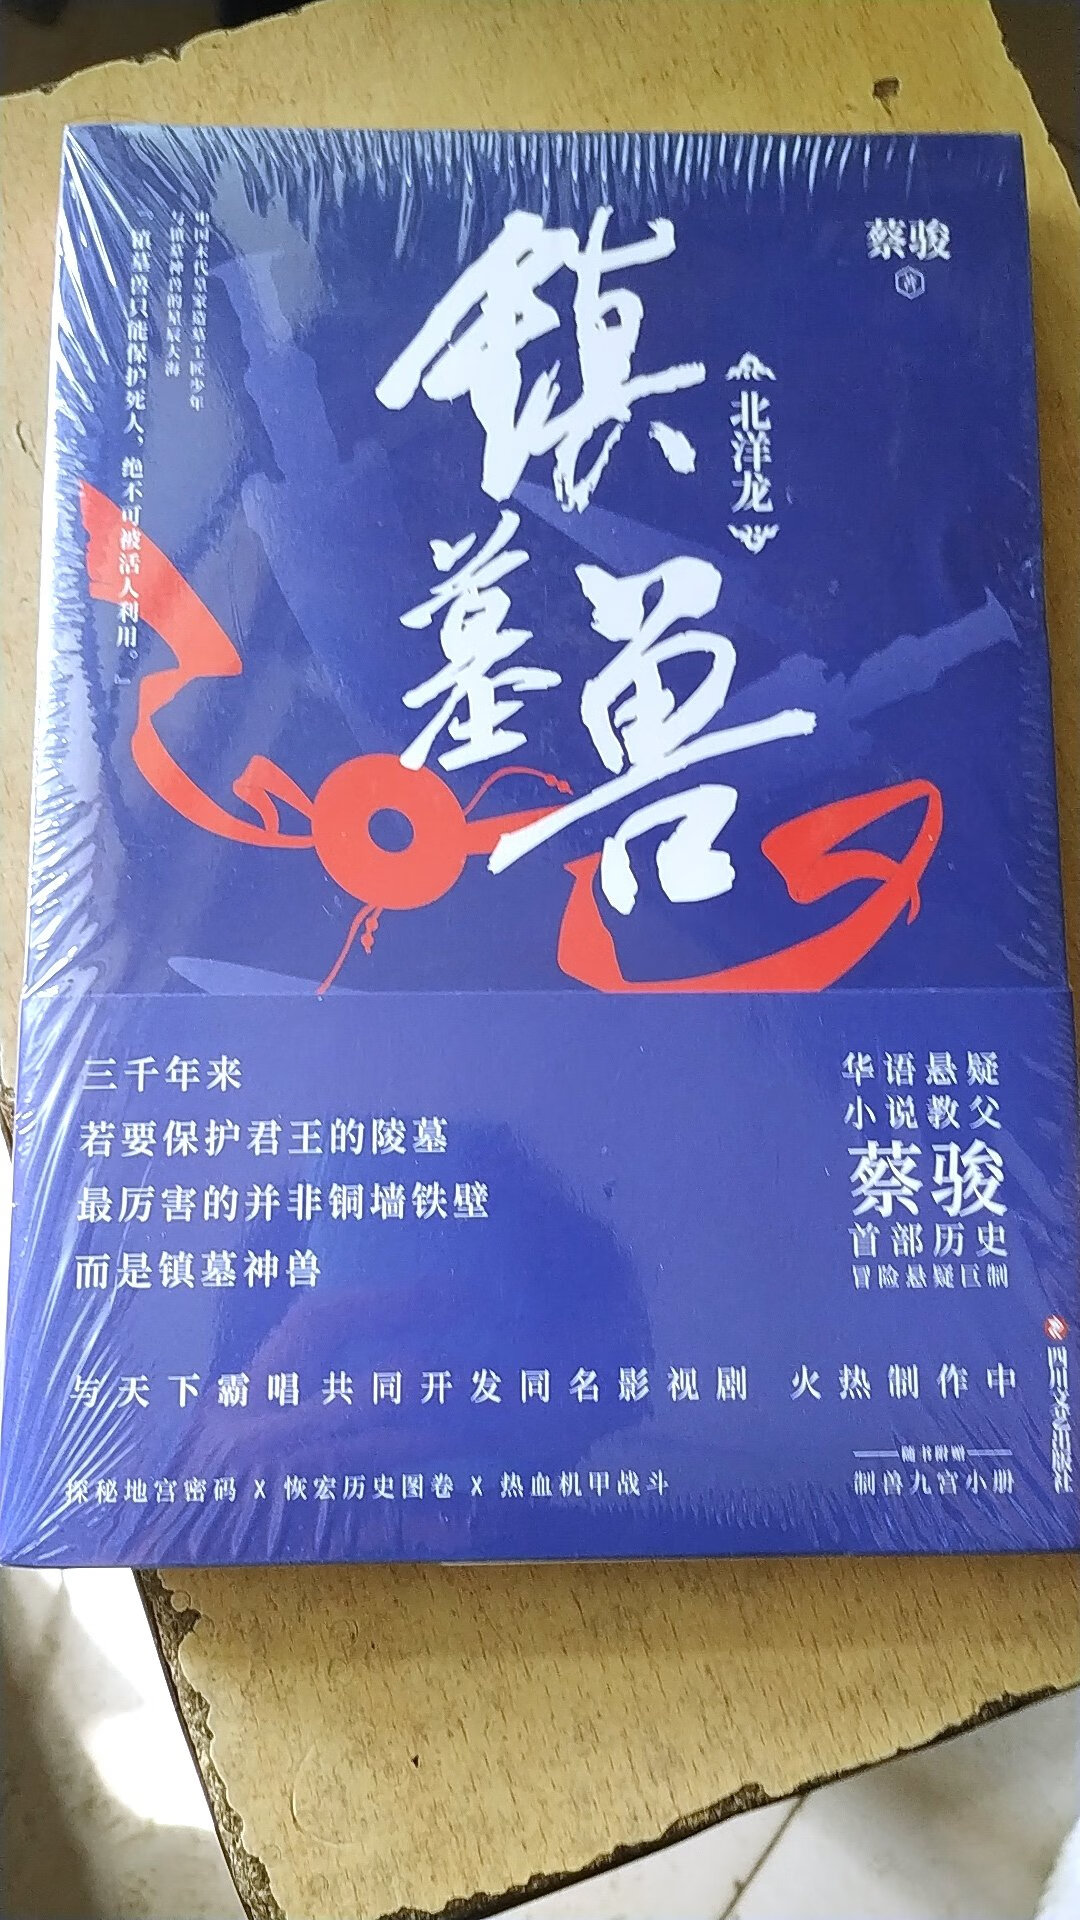 蔡骏
著
镇墓兽
北洋龙
中国末代皇家造墓工匠少年
与镇墓神兽的星辰大海
“镇墓兽只能保护死人，绝不可被活人利用。”
三千年来
若要保护君王的陵墓
最厉害的并非铜墙铁壁
而是镇墓神兽
华语悬疑
小说教父
蔡骏
首部历史
冒险悬疑巨制
与天下霸唱共同开发同名影视剧 火热制作中
随书附赠
制兽九宫小册
探秘地宫密码 X 恢宏历史图卷 X 热血机甲战斗
四川文艺出版社